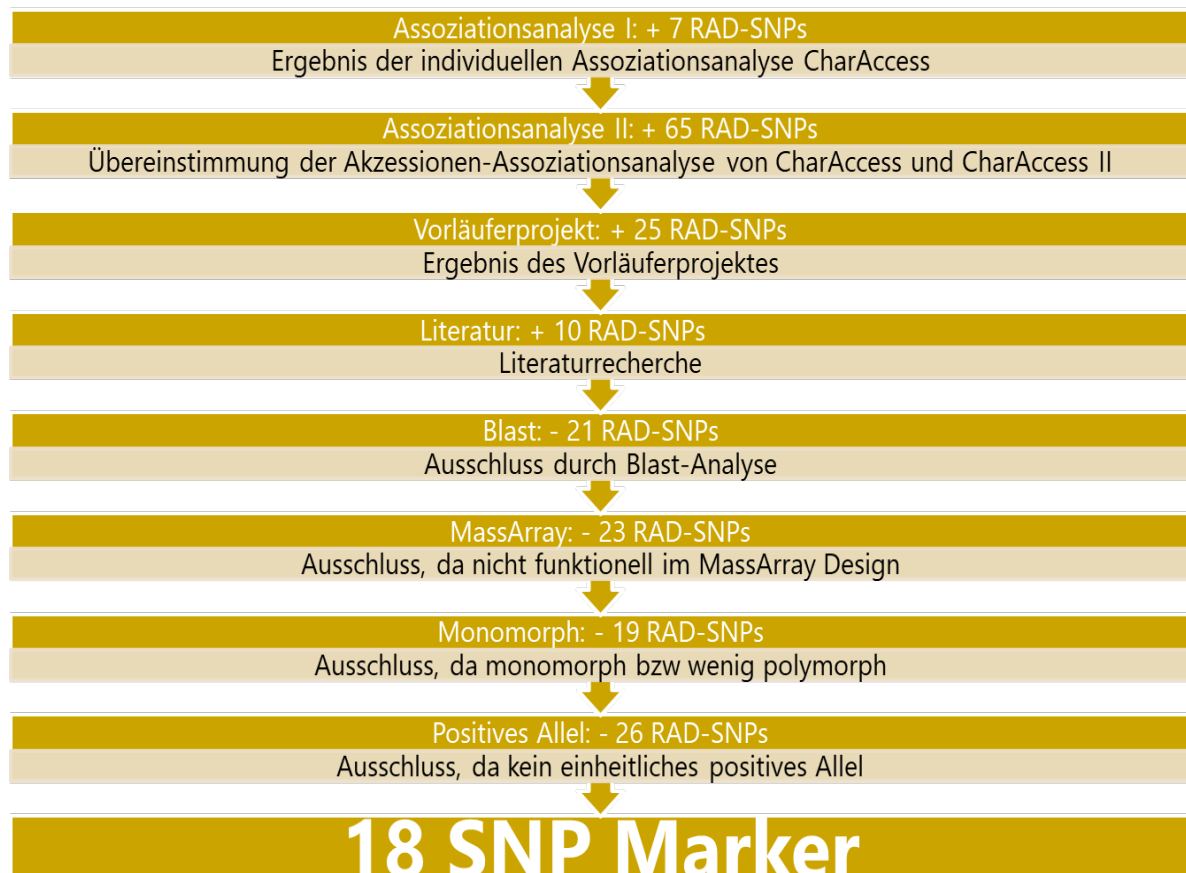 Assoziationsanalyse I: + 7 RAD-SNPs
Ergebnis der individuellen Assoziationsanalyse CharAccess
Assoziationsanalyse II: + 65 RAD-SNPs
Übereinstimmung der Akzessionen-Assoziationsanalyse von CharAccess und CharAccess II
Vorläuferprojekt: + 25 RAD-SNPs
Ergebnis des Vorläuferprojektes
Literatur: + 10 RAD-SNPs
Literaturrecherche
Blast: - 21 RAD-SNPs
Ausschluss durch Blast-Analyse
MassArray: - 23 RAD-SNPs
Ausschluss, da nicht funktionell im MassArray Design
Monomorph: - 19 RAD-SNPs
Ausschluss, da monomorph bzw wenig polymorph
Positives Allel: - 26 RAD-SNPs
Ausschluss, da kein einheitliches positives Allel
18 SNP Marker